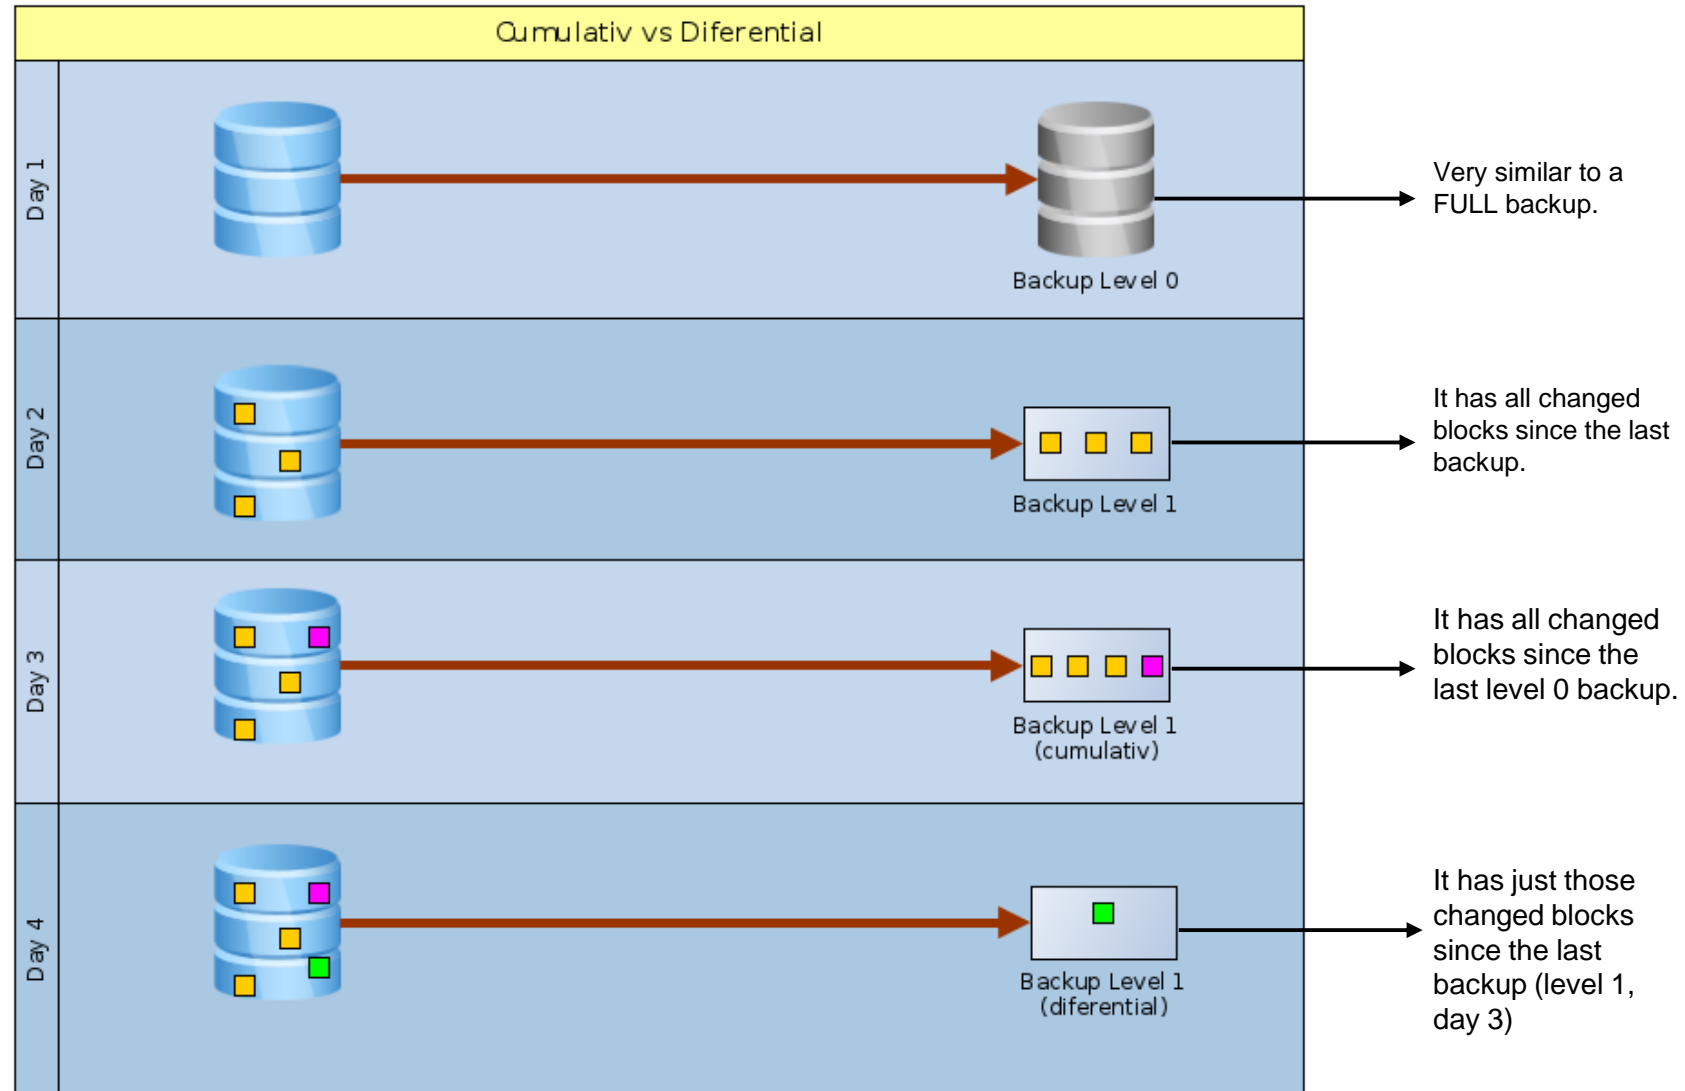 Cumulativ vs Diferential
Day 1
Backup Level 0
Very similar to a
FULL backup.
Day 2
Backup Level 1
It has all changed
blocks since the last
backup.
Day 3
Backup Level 1
(cumulativ)
It has all changed
blocks since the
last level 0 backup.
Day 4
Backup Level 1
(diferential)
It has just those
changed blocks
since the last
backup (level 1,
day 3)